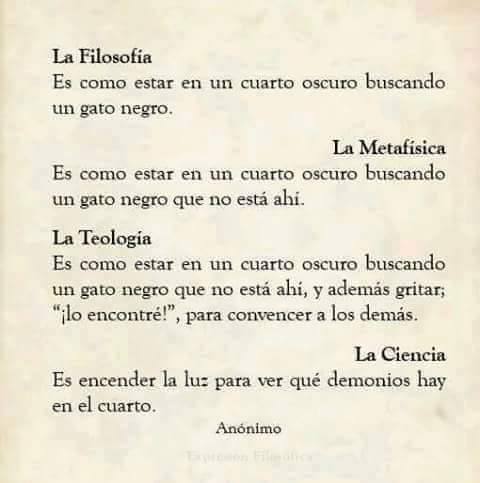 La Filosofía
Es como estar en un cuarto oscuro buscando
un gato negro.
La Metafísica
Es como estar en un cuarto oscuro buscando
un gato negro que no está ahí.
La Teología
Es como estar en un cuarto oscuro buscando
un gato negro que no está ahí, y además gritar;
“¡lo encontré!”, para convencer a los demás.
La Ciencia
Es encender la luz para ver qué demonios hay
en el cuarto.
Anónimo
Expresión Filosófica